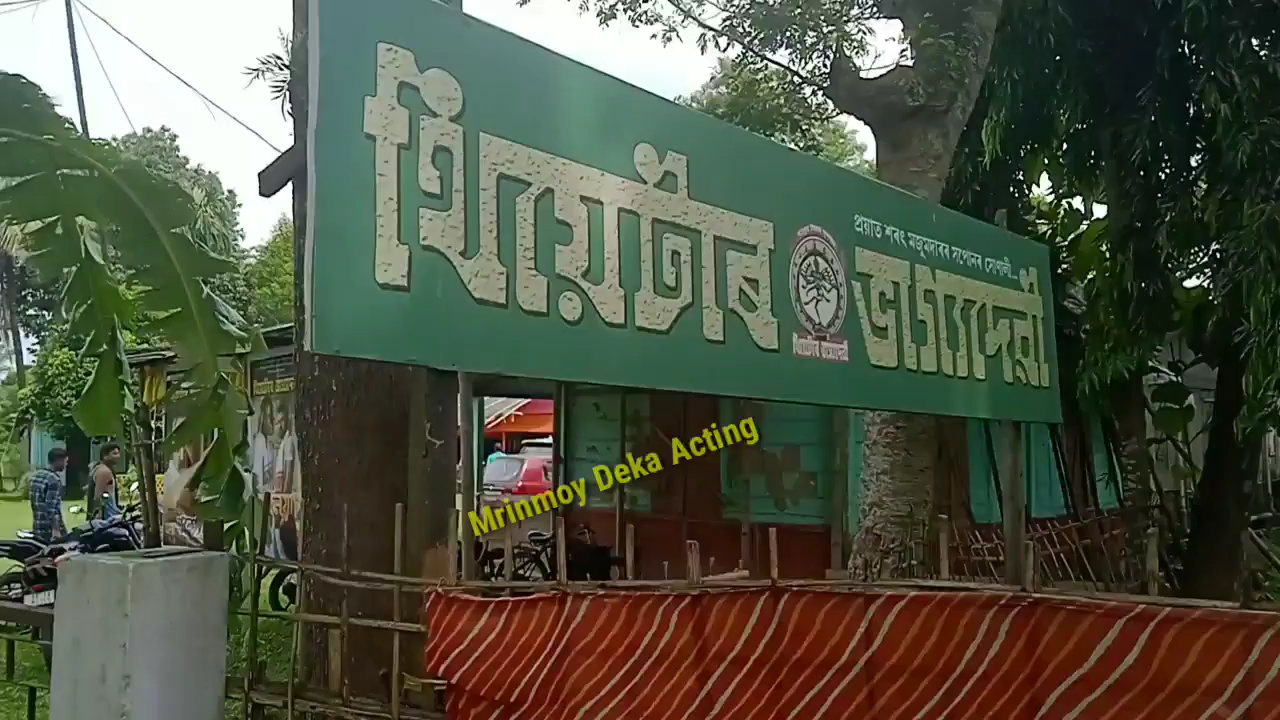 থিয়েটাৰ
প্ৰয়াত শৰৎ মজুমদাৰৰ সপোনৰ সোণালী...
ভাগ্যদেৱী
Mrinmoy Deka Acting